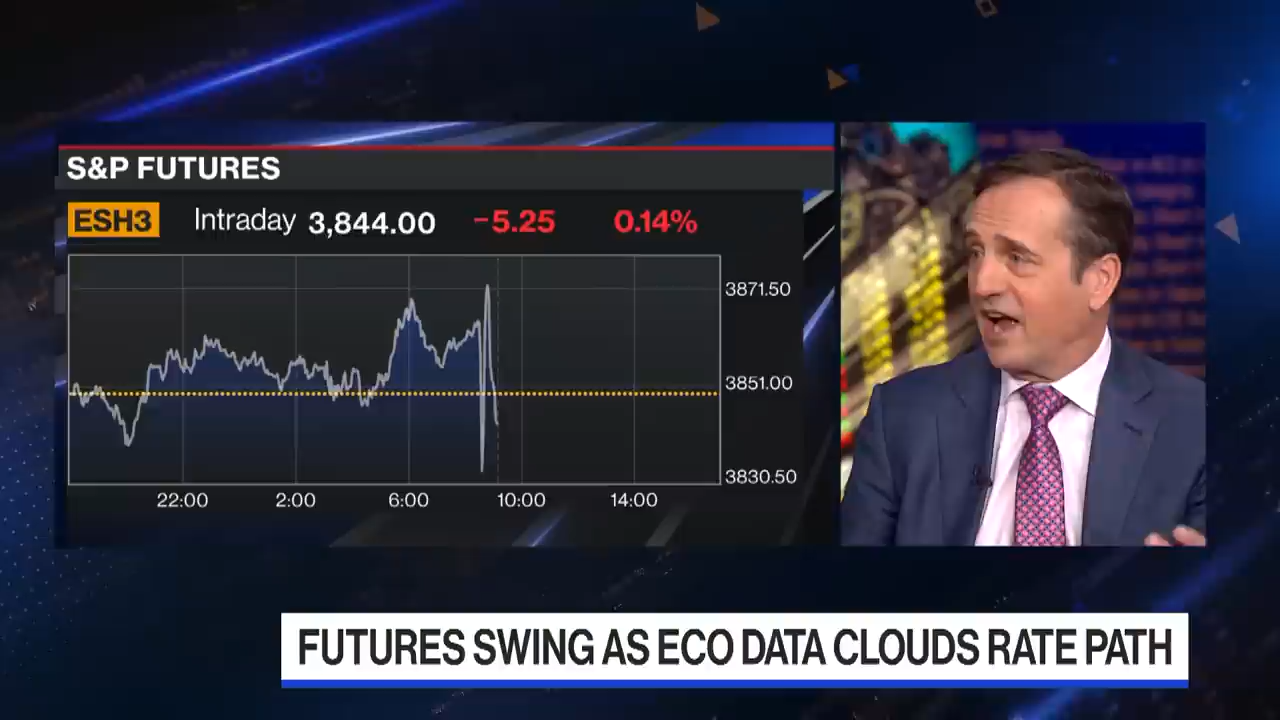 S&P FUTURES
ESH3 Intraday 3,844.00 -5.25 0.14%
3871.50
3851.00
3830.50
22:00 2:00 6:00 10:00 14:00
FUTURES SWING AS ECO DATA CLOUDS RATE PATH